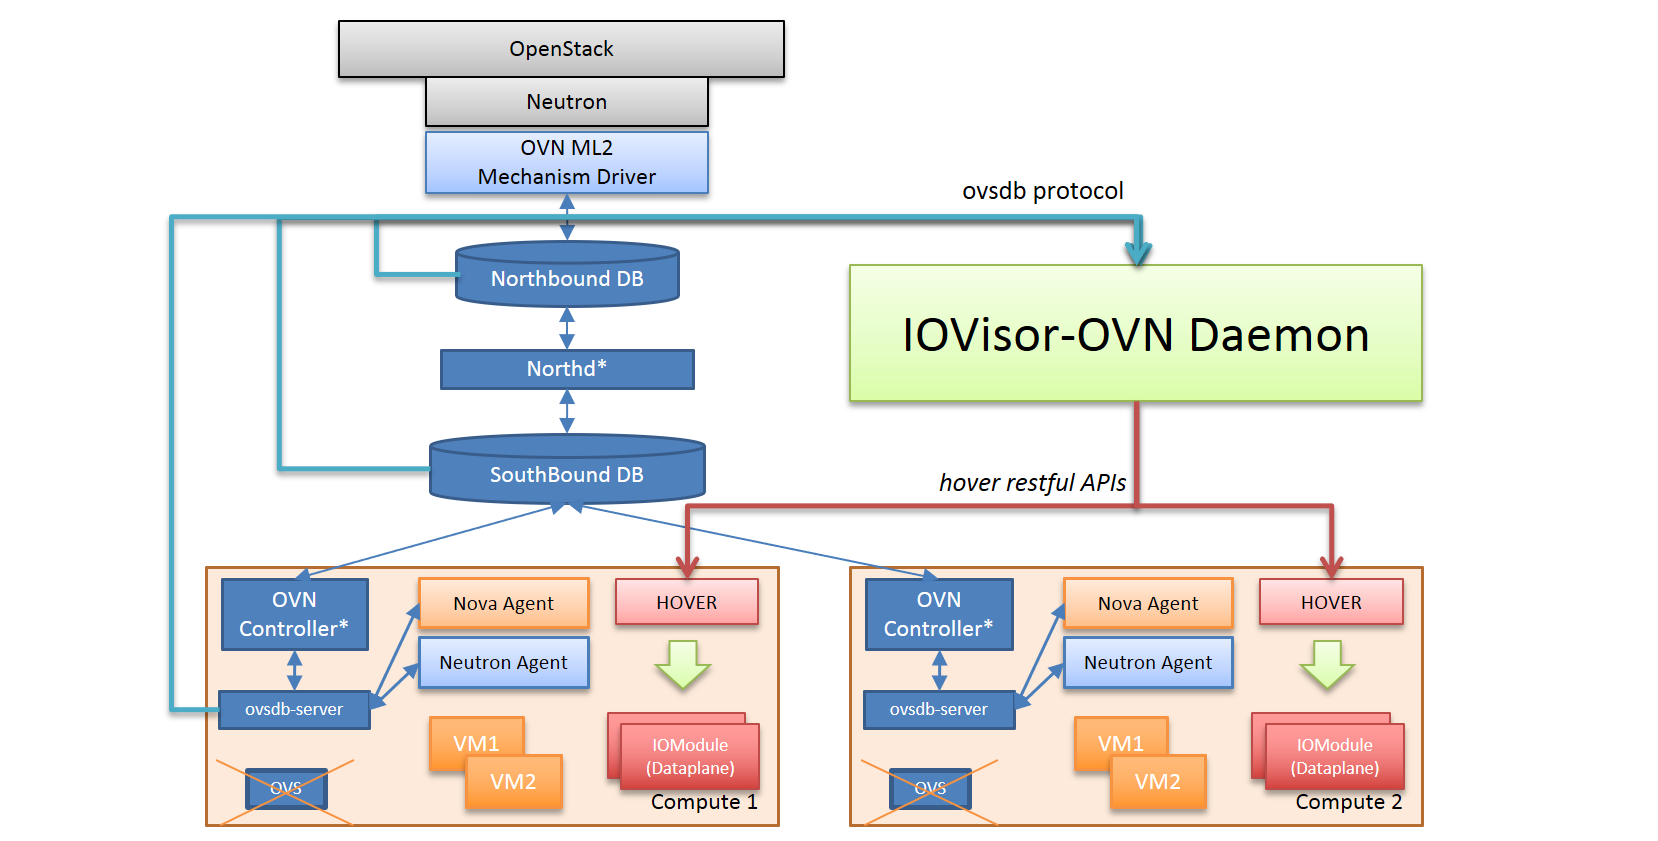 OpenStack
Neutron
OVN ML2
Mechanism Driver
ovsdb protocol
Northbound DB
IOVisor-OVN Daemon
Northd*
SouthBound DB
hover restful APIs
OVN
Controller*
Nova Agent
HOVER
Neutron Agent
ovsdb-server
VM1
VM2
IOModule
(Dataplane)
OVS
Compute 1
OVN
Controller*
Nova Agent
HOVER
Neutron Agent
ovsdb-server
VM1
VM2
IOModule
(Dataplane)
OVS
Compute 2